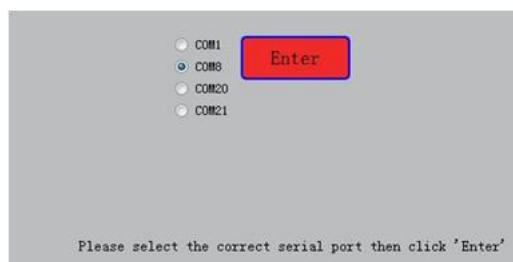 COM1
COM8
Enter
COM20
COM21
Please select the correct serial port then click 'Enter'